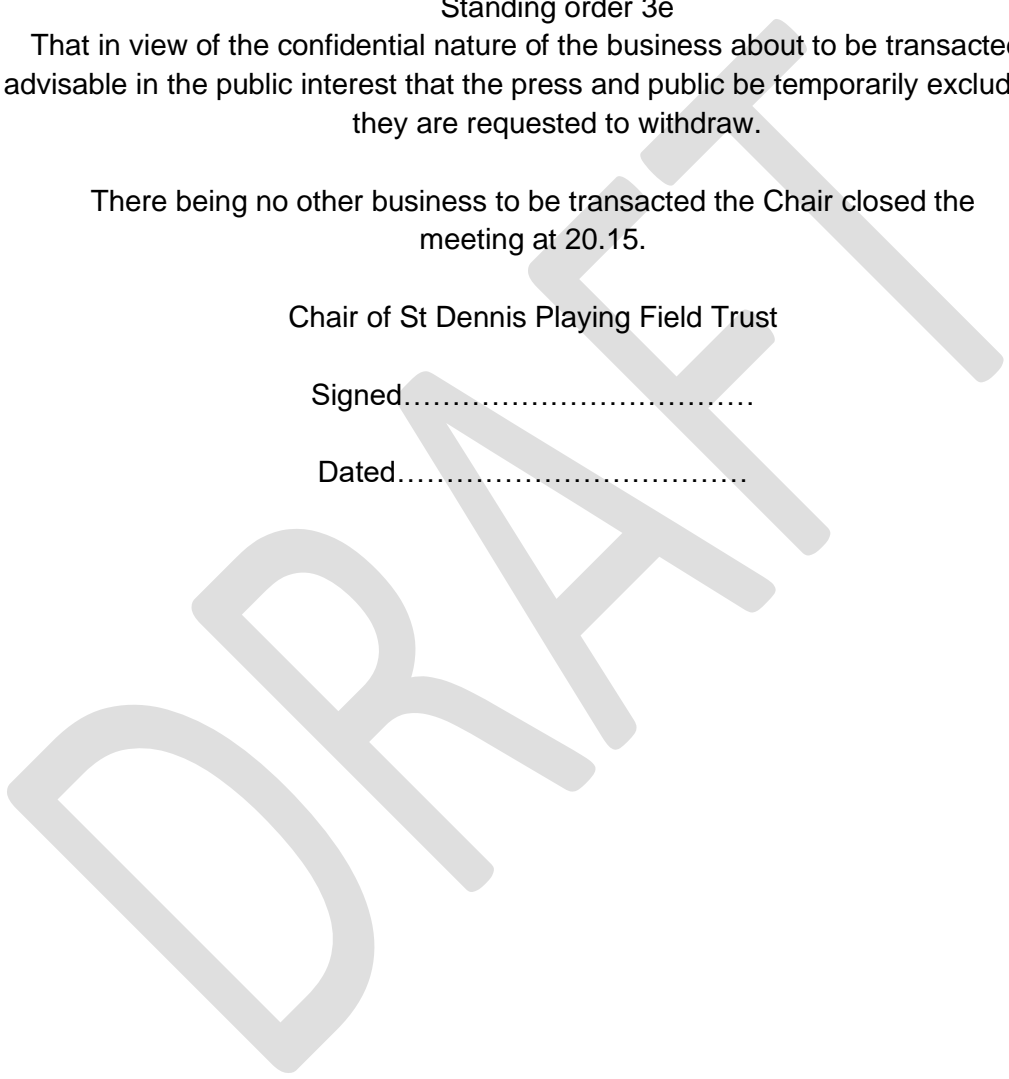 Standing order 3e
That in view of the confidential nature of the business about to be transacted
advisable in the public interest that the press and public be temporarily
they are requested to withdraw.
There being no other business to be transacted the Chair closed the
meeting at 20.15.
Chair of St Dennis Playing Field Trust
Signed………………………………
Dated………………………………
DRAFT